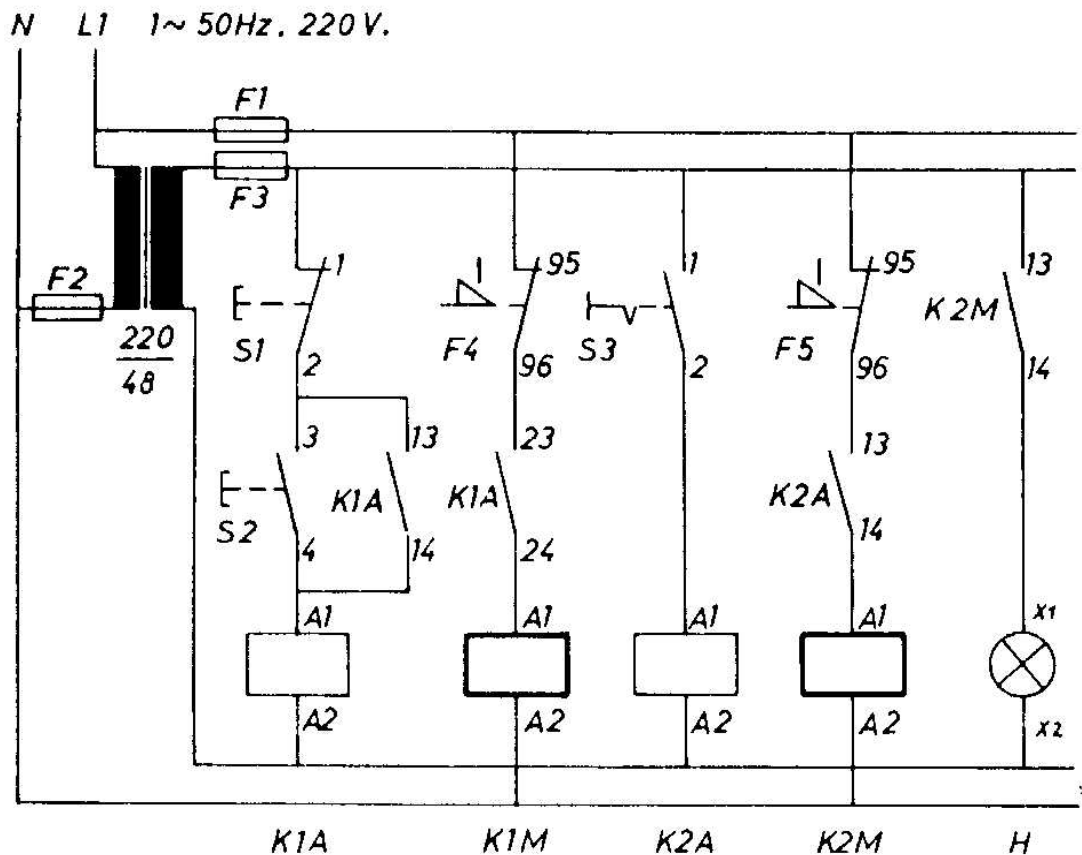 N L1 1~ 50Hz. 220 V.
F1
F3
F2
220
48
1 95 1 95 13
S1 F4 S3 F5 K2M
2 96 2 96 14
3 13 23 13
S2 K1A K1A K2A
4 14 24 14
A1 A1 A1 A1 X1
A2 A2 A2 A2 X2
K1A K1M K2A K2M H